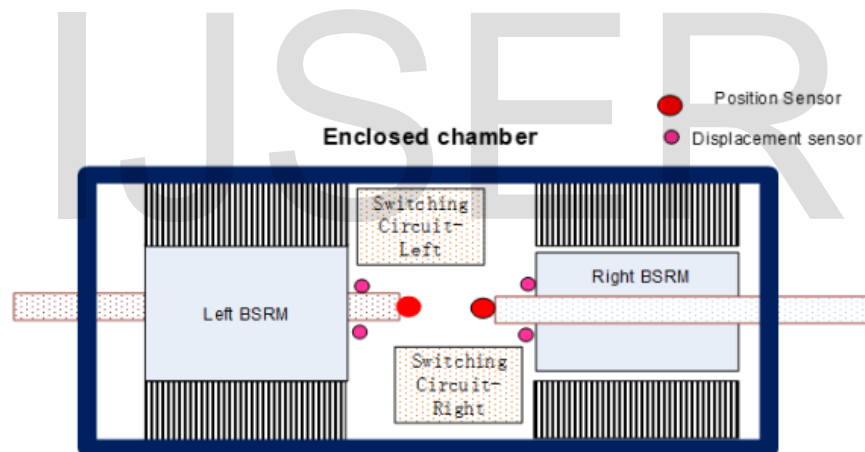 IJSER
Position Sensor
Displacement sensor
Enclosed chamber
Switching
Circuit-
Left
Left BSRM
Right BSRM
Switching
Circuit-
Right